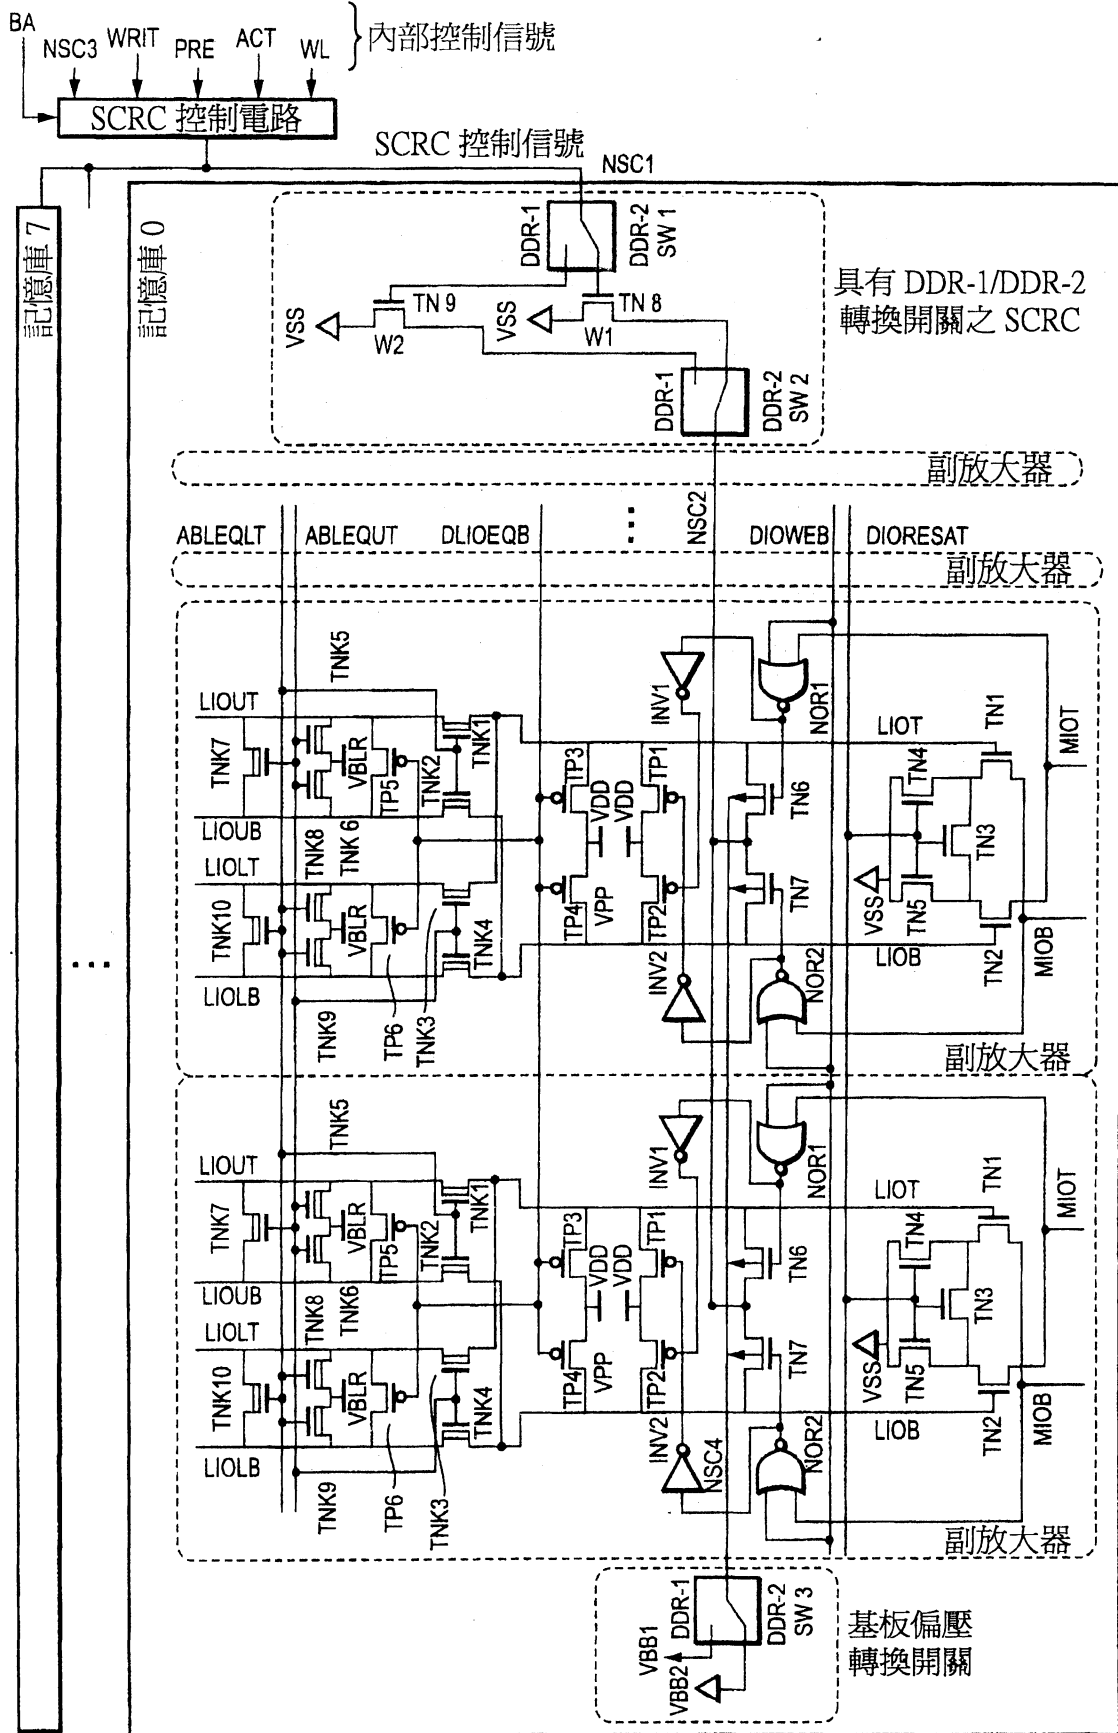 BA
NSC3
WRIT
PRE
ACT
WL
內部控制信號
SCRC 控制電路
SCRC 控制信號
NSC1
記憶庫 7
記憶庫 0
DDR-1
DDR-2
SW 1
VSS
TN 9
W2
VSS
TN 8
W1
DDR-1
DDR-2
SW 2
具有 DDR-1/DDR-2
轉換開關之 SCRC
副放大器
ABLEQLT
ABLEQUT
DLIOEQB
NSC2
DIOWEB
DIORESAT
副放大器
TNK5
LIOUT
TNK7
VBLR
TP5
TNK2
TNK1
LIOUB
TNK8
TNK 6
LIOLT
TNK10
VBLR
TNK4
LIOLB
TNK9
TP6
TNK3
TP3
VDD
VDD
TP1
TP4
VPP
TP2
INV1
INV2
NOR1
TN6
TN7
NOR2
LIOT
TN1
TN4
MIOT
TN3
VSS
TN5
LIOB
TN2
MIOB
副放大器
TNK5
LIOUT
TNK7
VBLR
TP5
TNK2
TNK1
LIOUB
TNK8
TNK6
LIOLT
TNK10
VBLR
TNK4
LIOLB
TNK9
TP6
TNK3
TP3
VDD
VDD
TP1
TP4
VPP
TP2
INV1
INV2
NSC4
NOR1
TN6
TN7
NOR2
LIOT
TN1
TN4
MIOT
TN3
VSS
TN5
LIOB
TN2
MIOB
副放大器
DDR-1
DDR-2
SW 3
VBB1
VBB2
基板偏壓
轉換開關